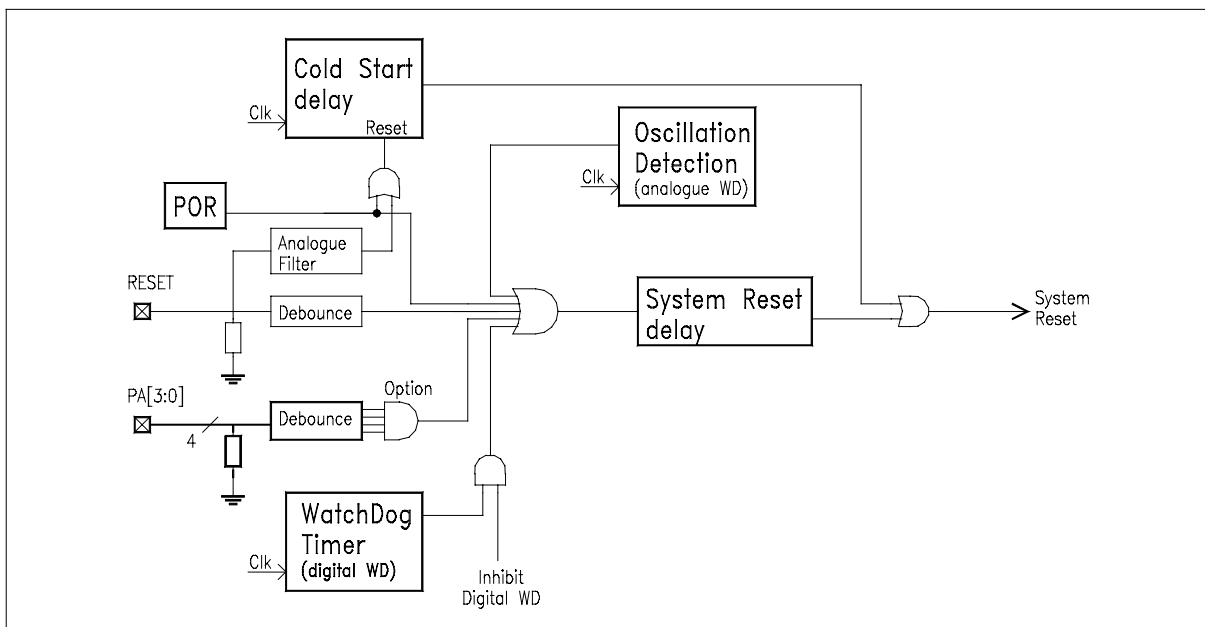 Cold Start
delay
Clk
Reset
Oscillation
Detection
(analogue WD)
Clk
POR
Analogue
Filter
RESET
Debounce
System Reset
delay
System
Reset
PA[3:0]
4
Debounce
Option
WatchDog
Timer
(digital WD)
Clk
Inhibit
Digital WD